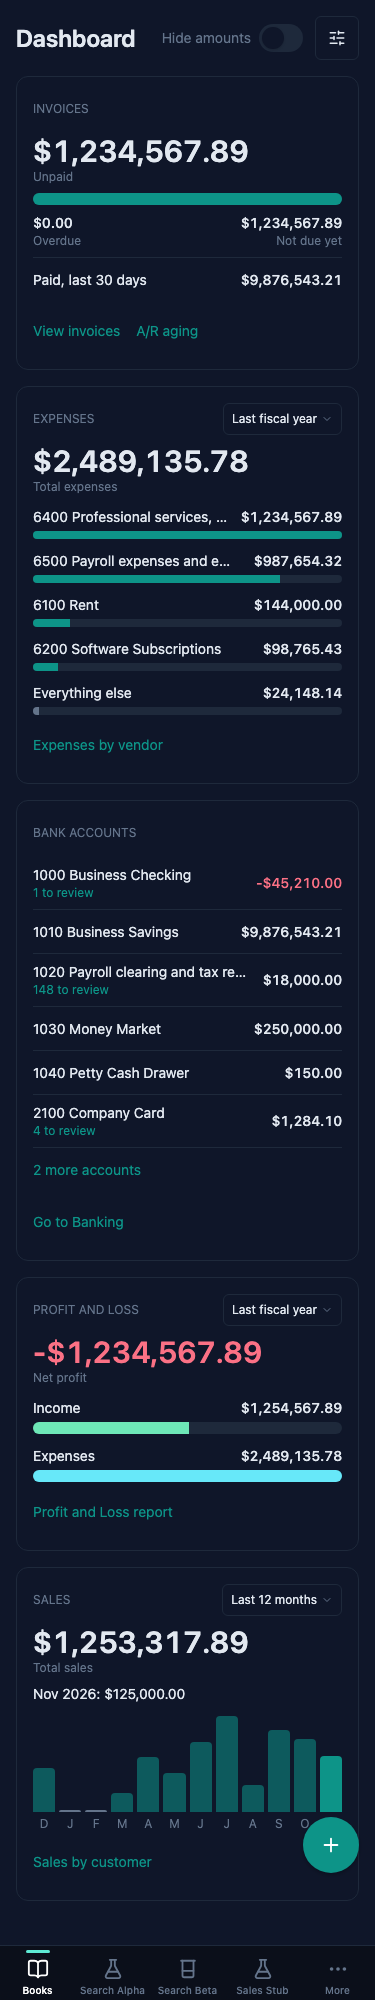 Dashboard
Hide amounts
INVOICES
$1,234,567.89
Unpaid
$0.00 $1,234,567.89
Overdue Not due yet
Paid, last 30 days $9,876,543.21
View invoices A/R aging
EXPENSES Last fiscal year
$2,489,135.78
Total expenses
6400 Professional services, ... $1,234,567.89
6500 Payroll expenses and e... $987,654.32
6100 Rent $144,000.00
6200 Software Subscriptions $98,765.43
Everything else $24,148.14
Expenses by vendor
BANK ACCOUNTS
1000 Business Checking -$45,210.00
1 to review
1010 Business Savings $9,876,543.21
1020 Payroll clearing and tax re... $18,000.00
148 to review
1030 Money Market $250,000.00
1040 Petty Cash Drawer $150.00
2100 Company Card $1,284.10
4 to review
2 more accounts
Go to Banking
PROFIT AND LOSS Last fiscal year
-$1,234,567.89
Net profit
Income $1,254,567.89
Expenses $2,489,135.78
Profit and Loss report
SALES Last 12 months
$1,253,317.89
Total sales
Nov 2026: $125,000.00
D J F M A M J J A S O
Sales by customer
Books Search Alpha Search Beta Sales Stub More